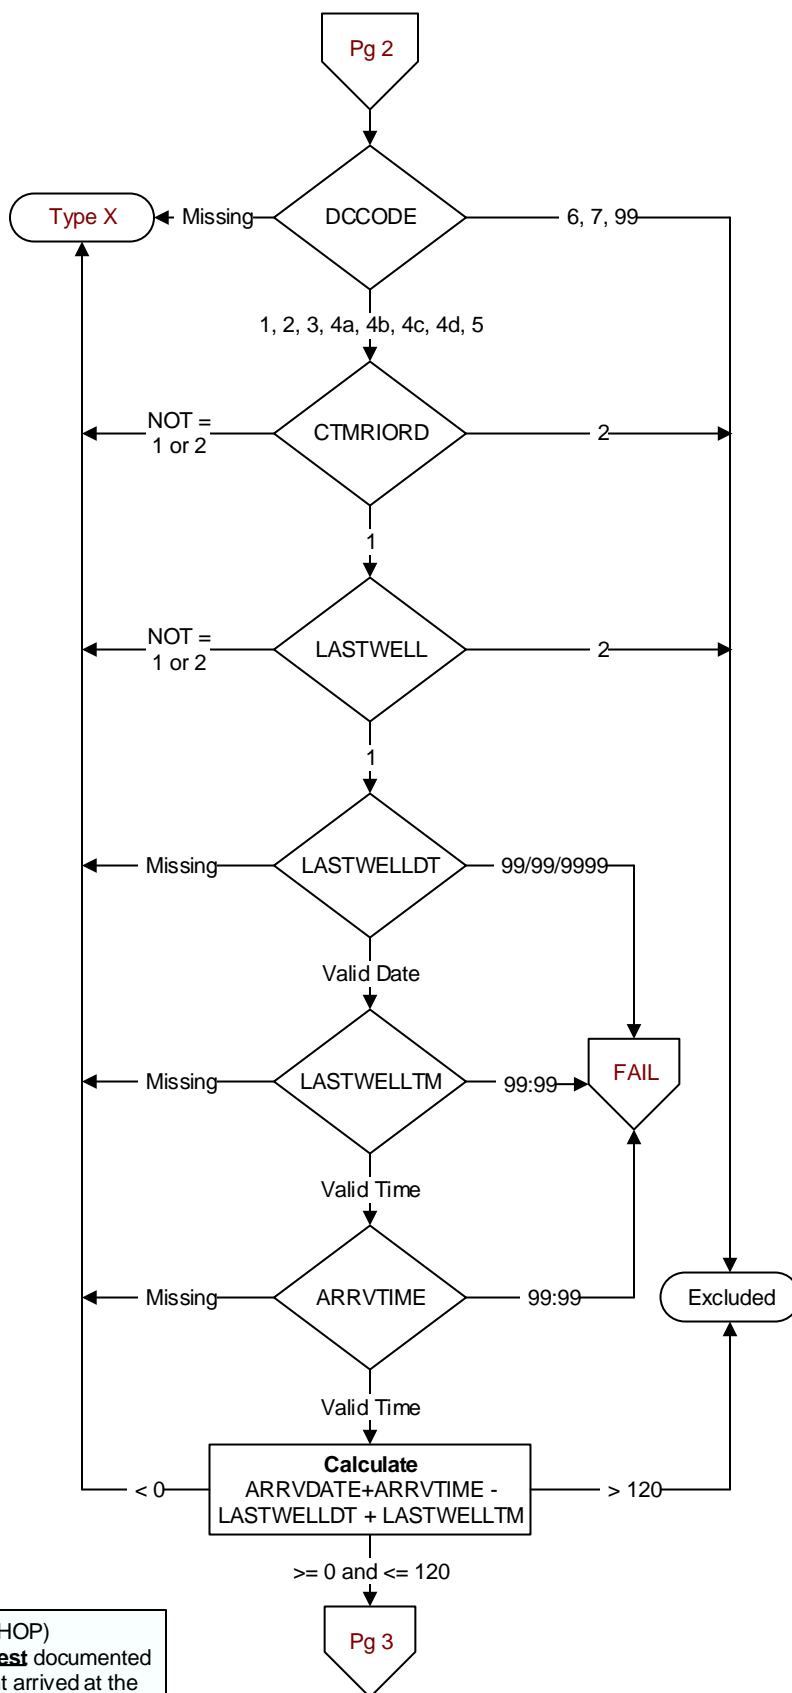 Pg 2
DCCODE
Type X
Missing
6, 7, 99
1, 2, 3, 4a, 4b, 4c, 4d, 5
CTMRIORD
NOT =
1 or 2
2
1
LASTWELL
NOT =
1 or 2
2
1
LASTWELLDT
Missing
99/99/9999
Valid Date
LASTWELLTM
Missing
99:99
FAIL
Valid Time
ARRVTIME
Missing
99:99
Excluded
Valid Time
Calculate
ARRVDATE+ARRVTIME -
LASTWELLDT + LASTWELLTM
< 0
> 120
>= 0 and <= 120
Pg 3
HOP)
est documented
t arrived at the